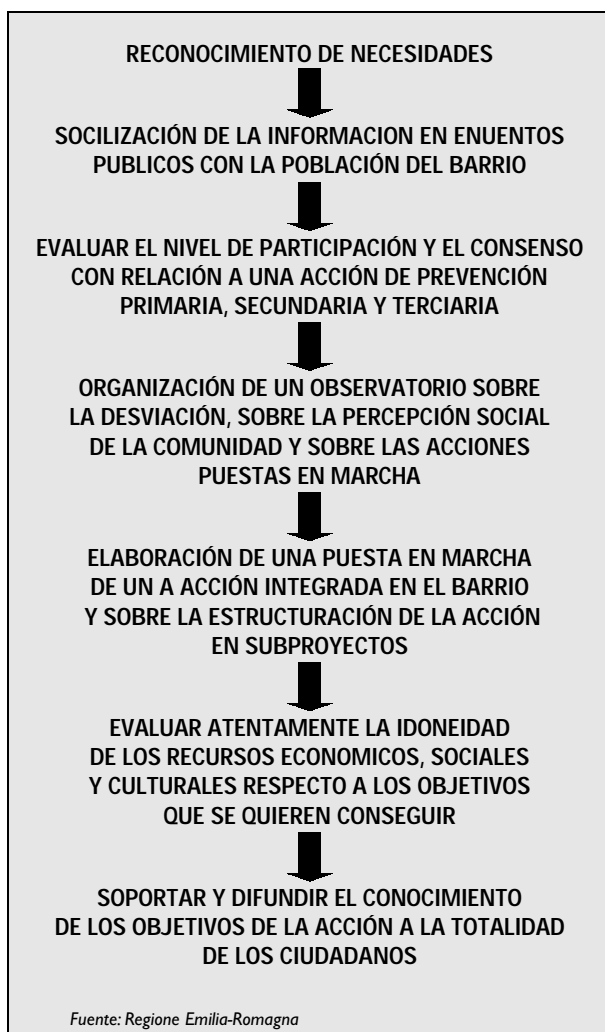 RECONOCIMIENTO DE NECESIDADES
SOCILIZACIÓN DE LA INFORMACION EN ENUENTOS
PUBLICOS CON LA POBLACIÓN DEL BARRIO
EVALUAR EL NIVEL DE PARTICIPACIÓN Y EL CONSENSO
CON RELACIÓN A UNA ACCIÓN DE PREVENCIÓN
PRIMARIA, SECUNDARIA Y TERCIARIA
ORGANIZACIÓN DE UN OBSERVATORIO SOBRE
LA DESVIACIÓN, SOBRE LA PERCEPCIÓN SOCIAL
DE LA COMUNIDAD Y SOBRE LAS ACCIONES
PUESTAS EN MARCHA
ELABORACIÓN DE UNA PUESTA EN MARCHA
DE UN A ACCIÓN INTEGRADA EN EL BARRIO
Y SOBRE LA ESTRUCTURACIÓN DE LA ACCIÓN
EN SUBPROYECTOS
EVALUAR ATENTAMENTE LA IDONEIDAD
DE LOS RECURSOS ECONOMICOS, SOCIALES
Y CULTURALES RESPECTO A LOS OBJETIVOS
QUE SE QUIEREN CONSEGUIR
SOPORTAR Y DIFUNDIR EL CONOCIMIENTO
DE LOS OBJETIVOS DE LA ACCIÓN A LA TOTALIDAD
DE LOS CIUDADANOS
Fuente: Regione Emilia-Romagna